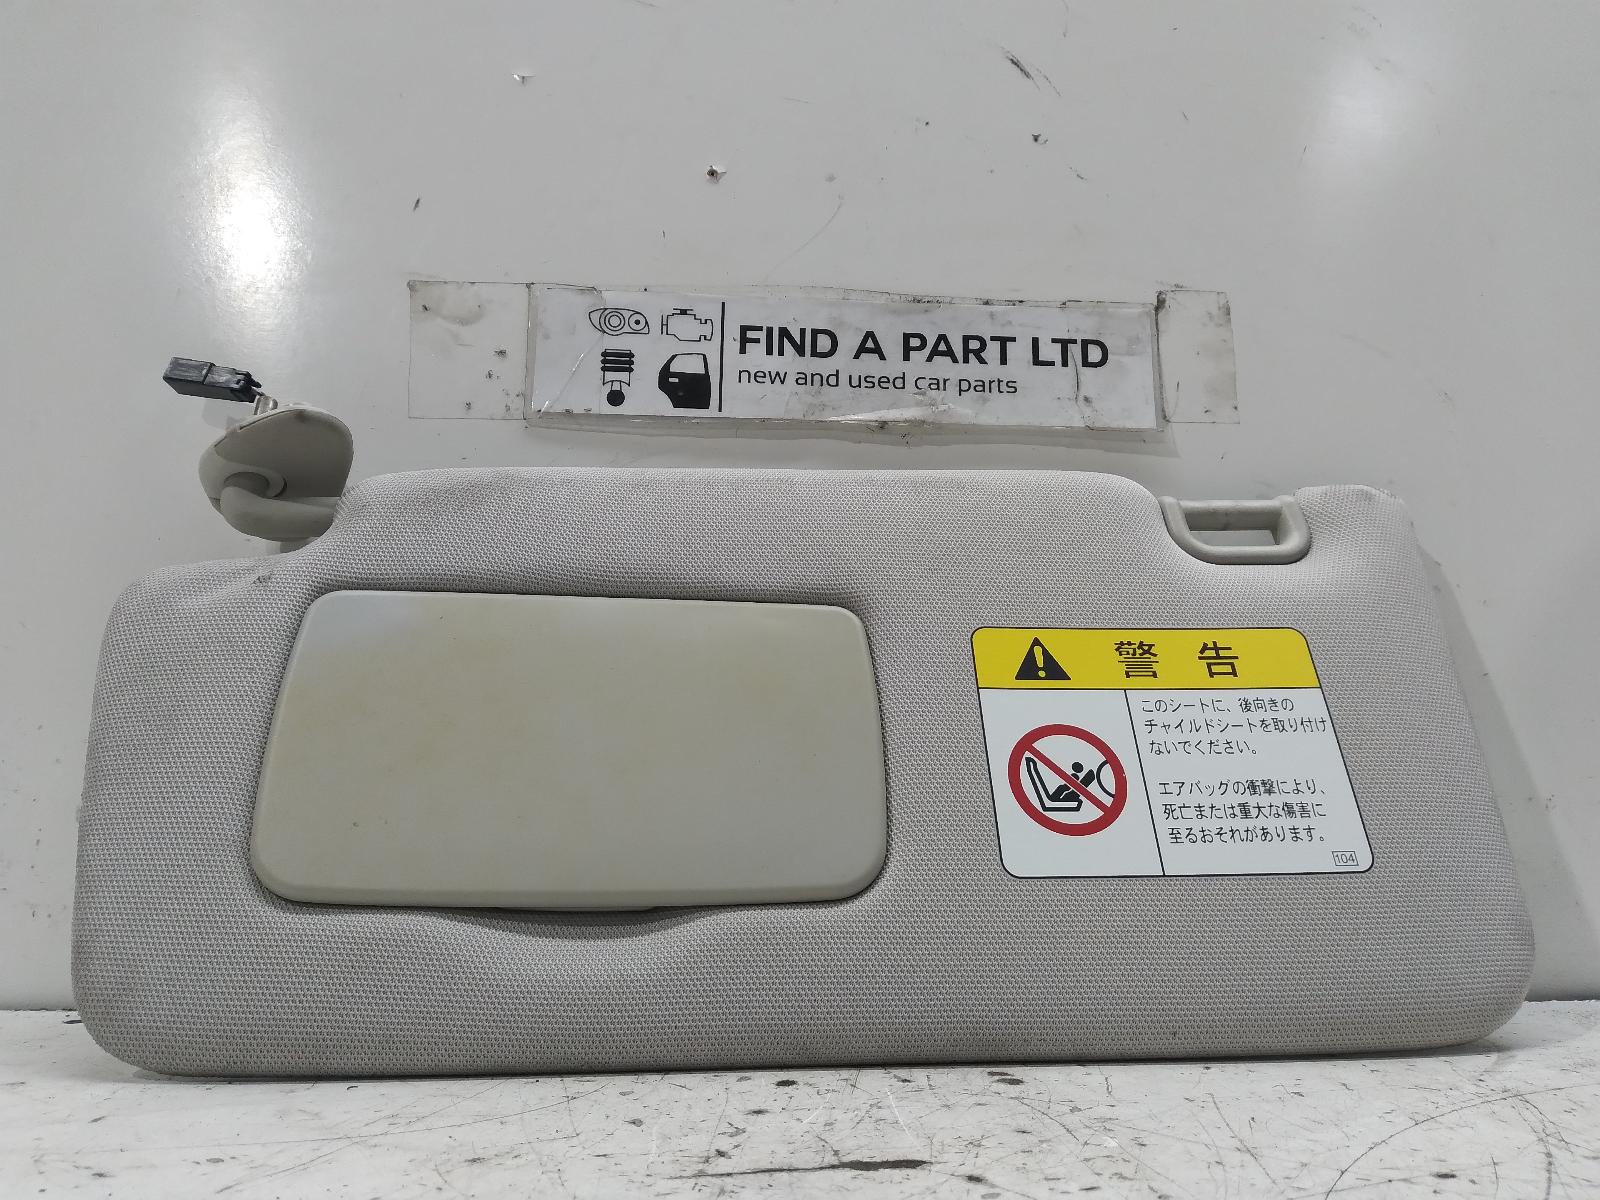 FIND A PART LTD
new and used car parts
警告
このシートに、後向きの
チャイルドシートを取り付け
ないでください。
エアバッグの衝撃により、
死亡または重大な傷害に
至るおそれがあります。
104